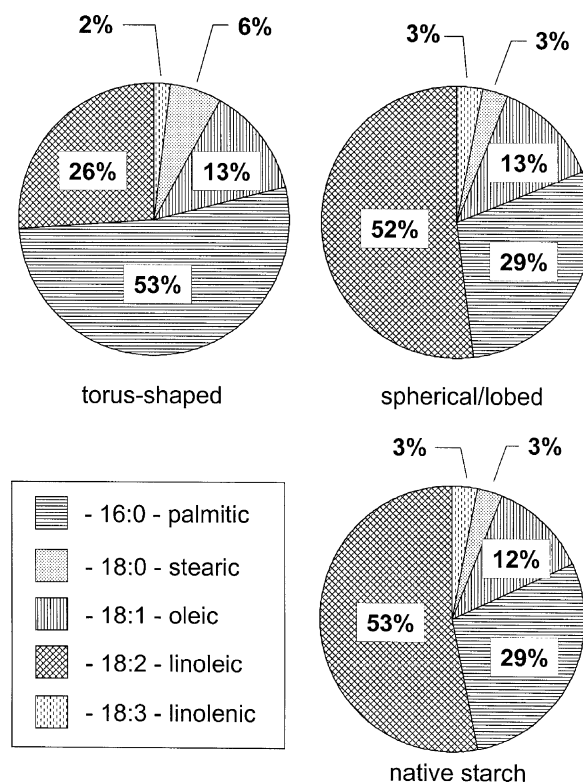 2%
6%
26%
13%
53%
torus-shaped
3%
3%
13%
52%
29%
spherical/lobed
- 16:0 - palmitic
- 18:0 - stearic
- 18:1 - oleic
- 18:2 - linoleic
- 18:3 - linolenic
3%
3%
12%
53%
29%
native starch